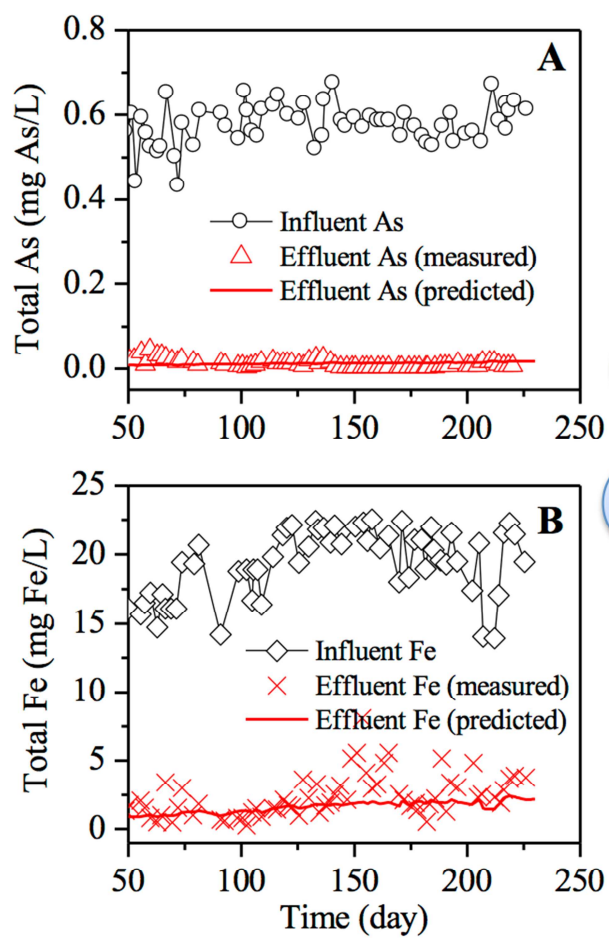 A
0.8
0.6
0.4
0.2
0.0
Total As (mg As/L)
Influent As
Effluent As (measured)
Effluent As (predicted)
50 100 150 200 250
B
25
20
15
10
5
0
Total Fe (mg Fe/L)
Influent Fe
Effluent Fe (measured)
Effluent Fe (predicted)
50 100 150 200 250
Time (day)